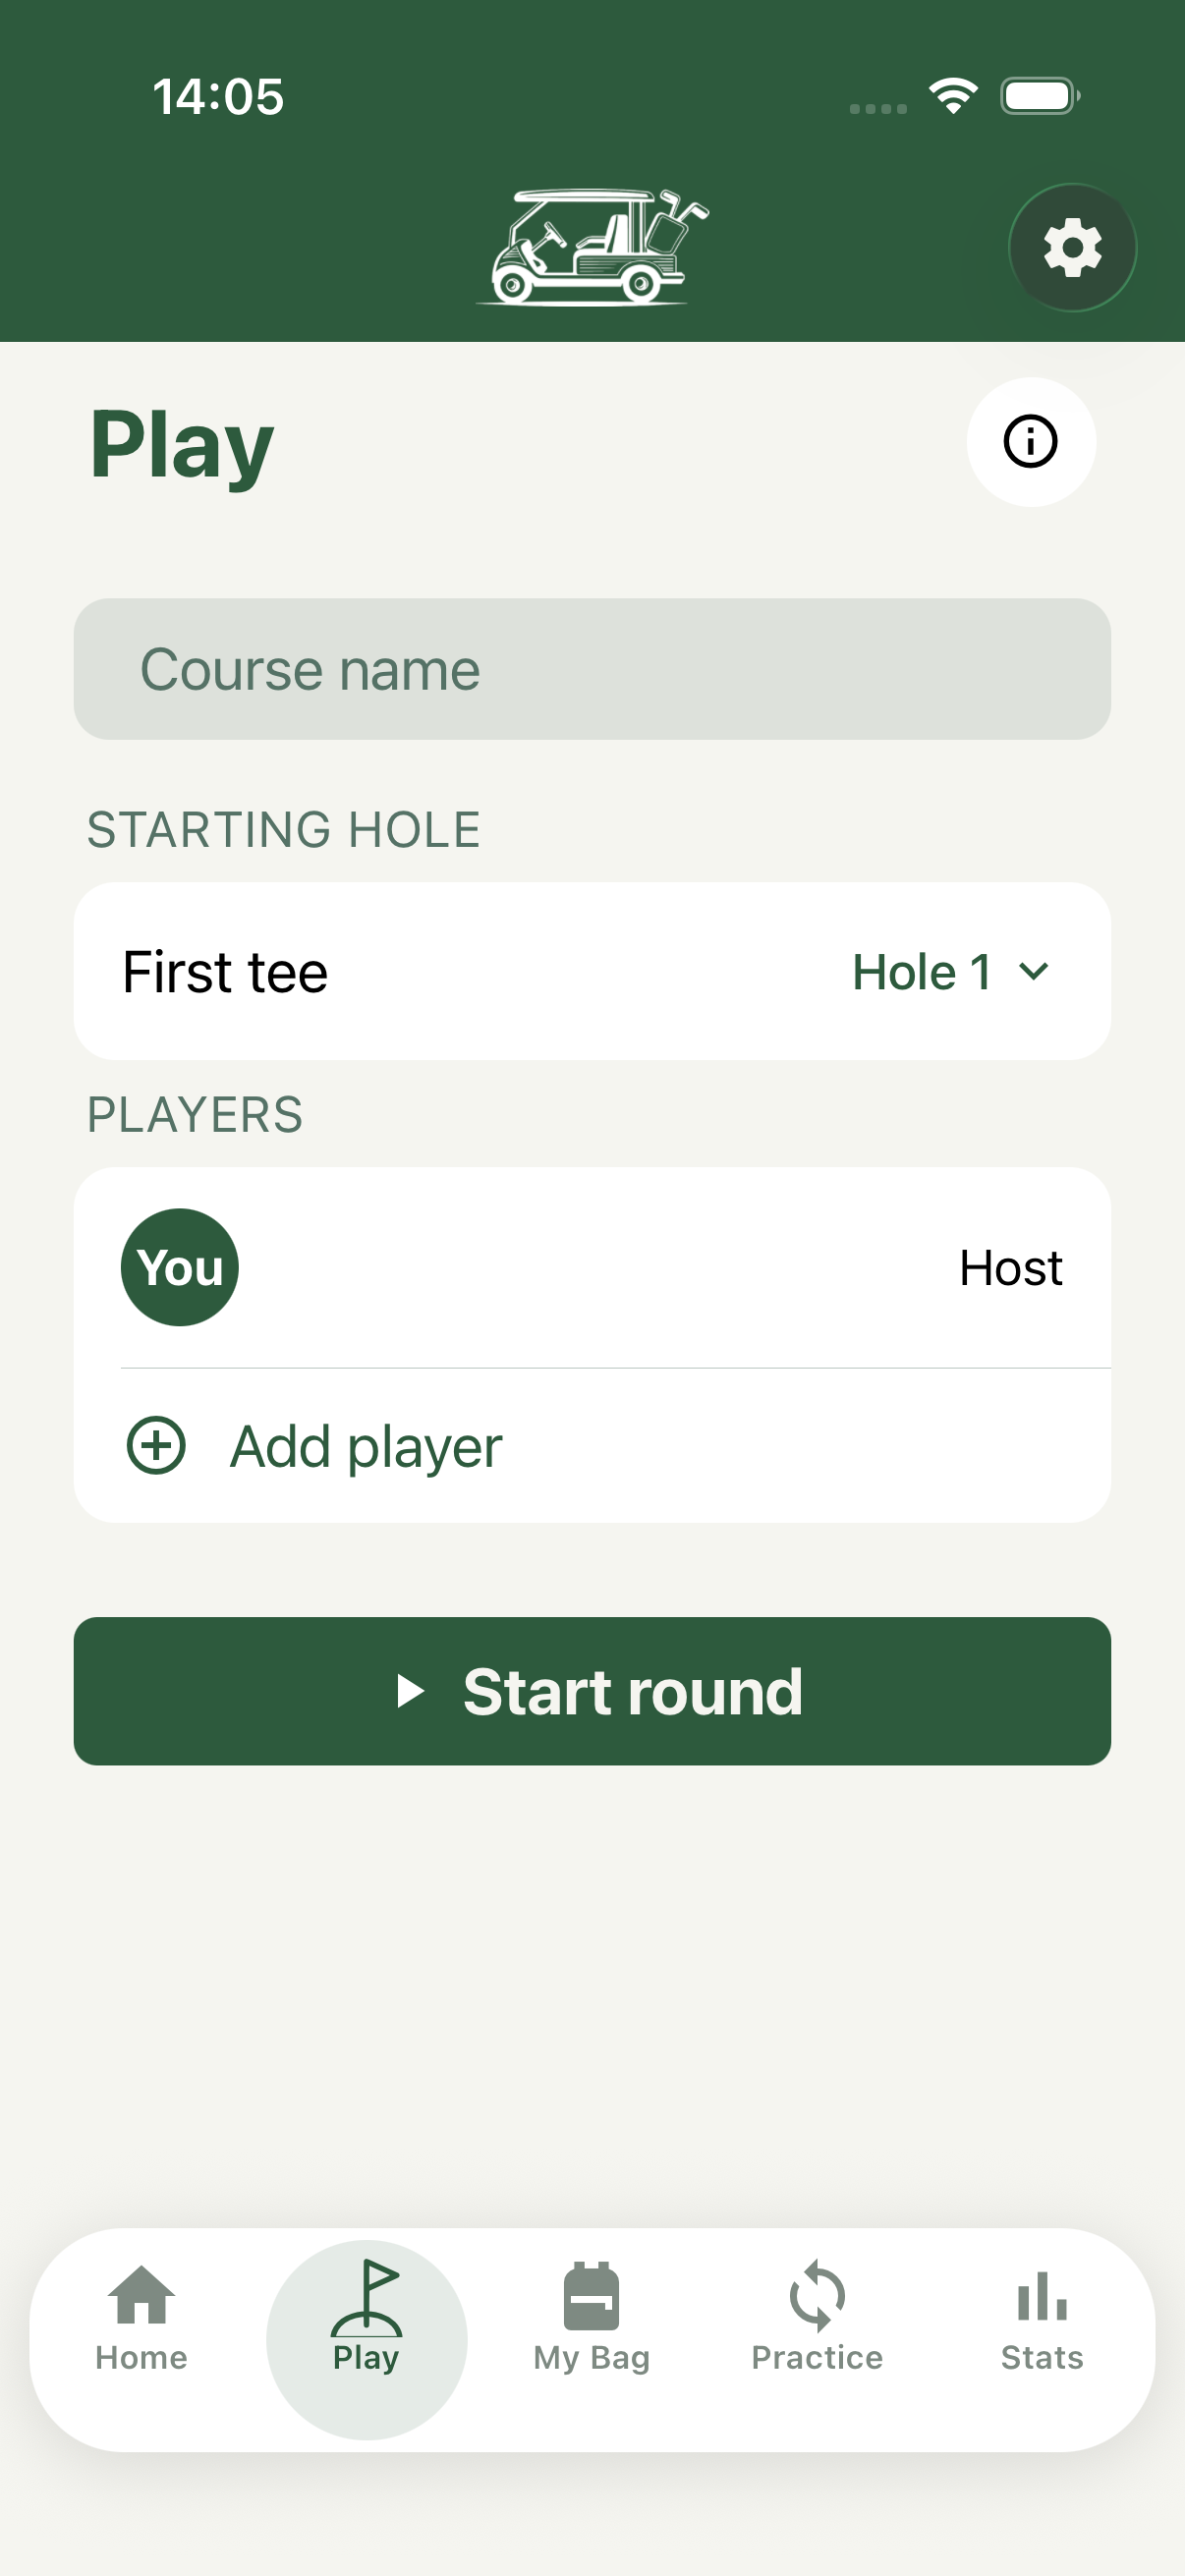 14:05
Play
Course name
STARTING HOLE
First tee Hole 1
PLAYERS
You Host
Add player
Start round
Home Play My Bag Practice Stats